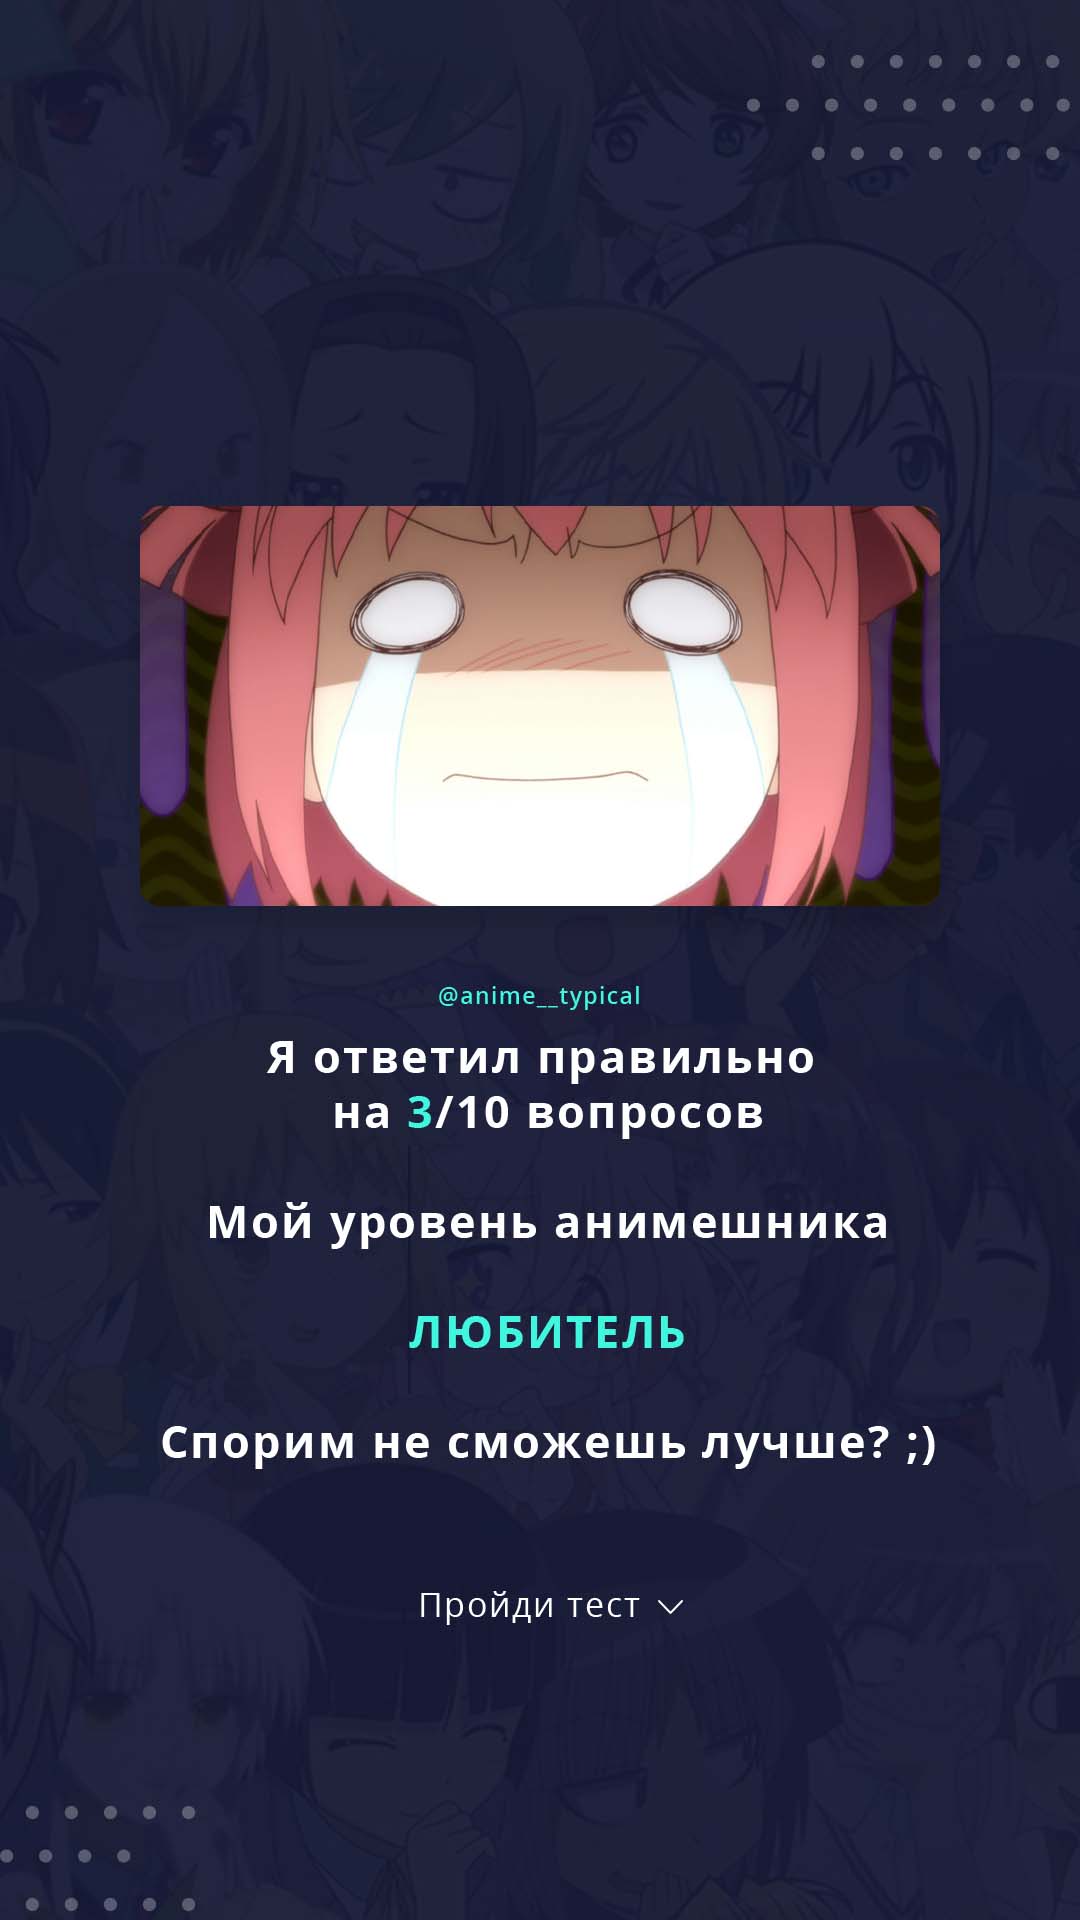 @anime__typical
Я ответил правильно
на 3/10 вопросов
Мой уровень анимешника
ЛЮБИТЕЛЬ
Спорим не сможешь лучше? ;)
Пройди тест